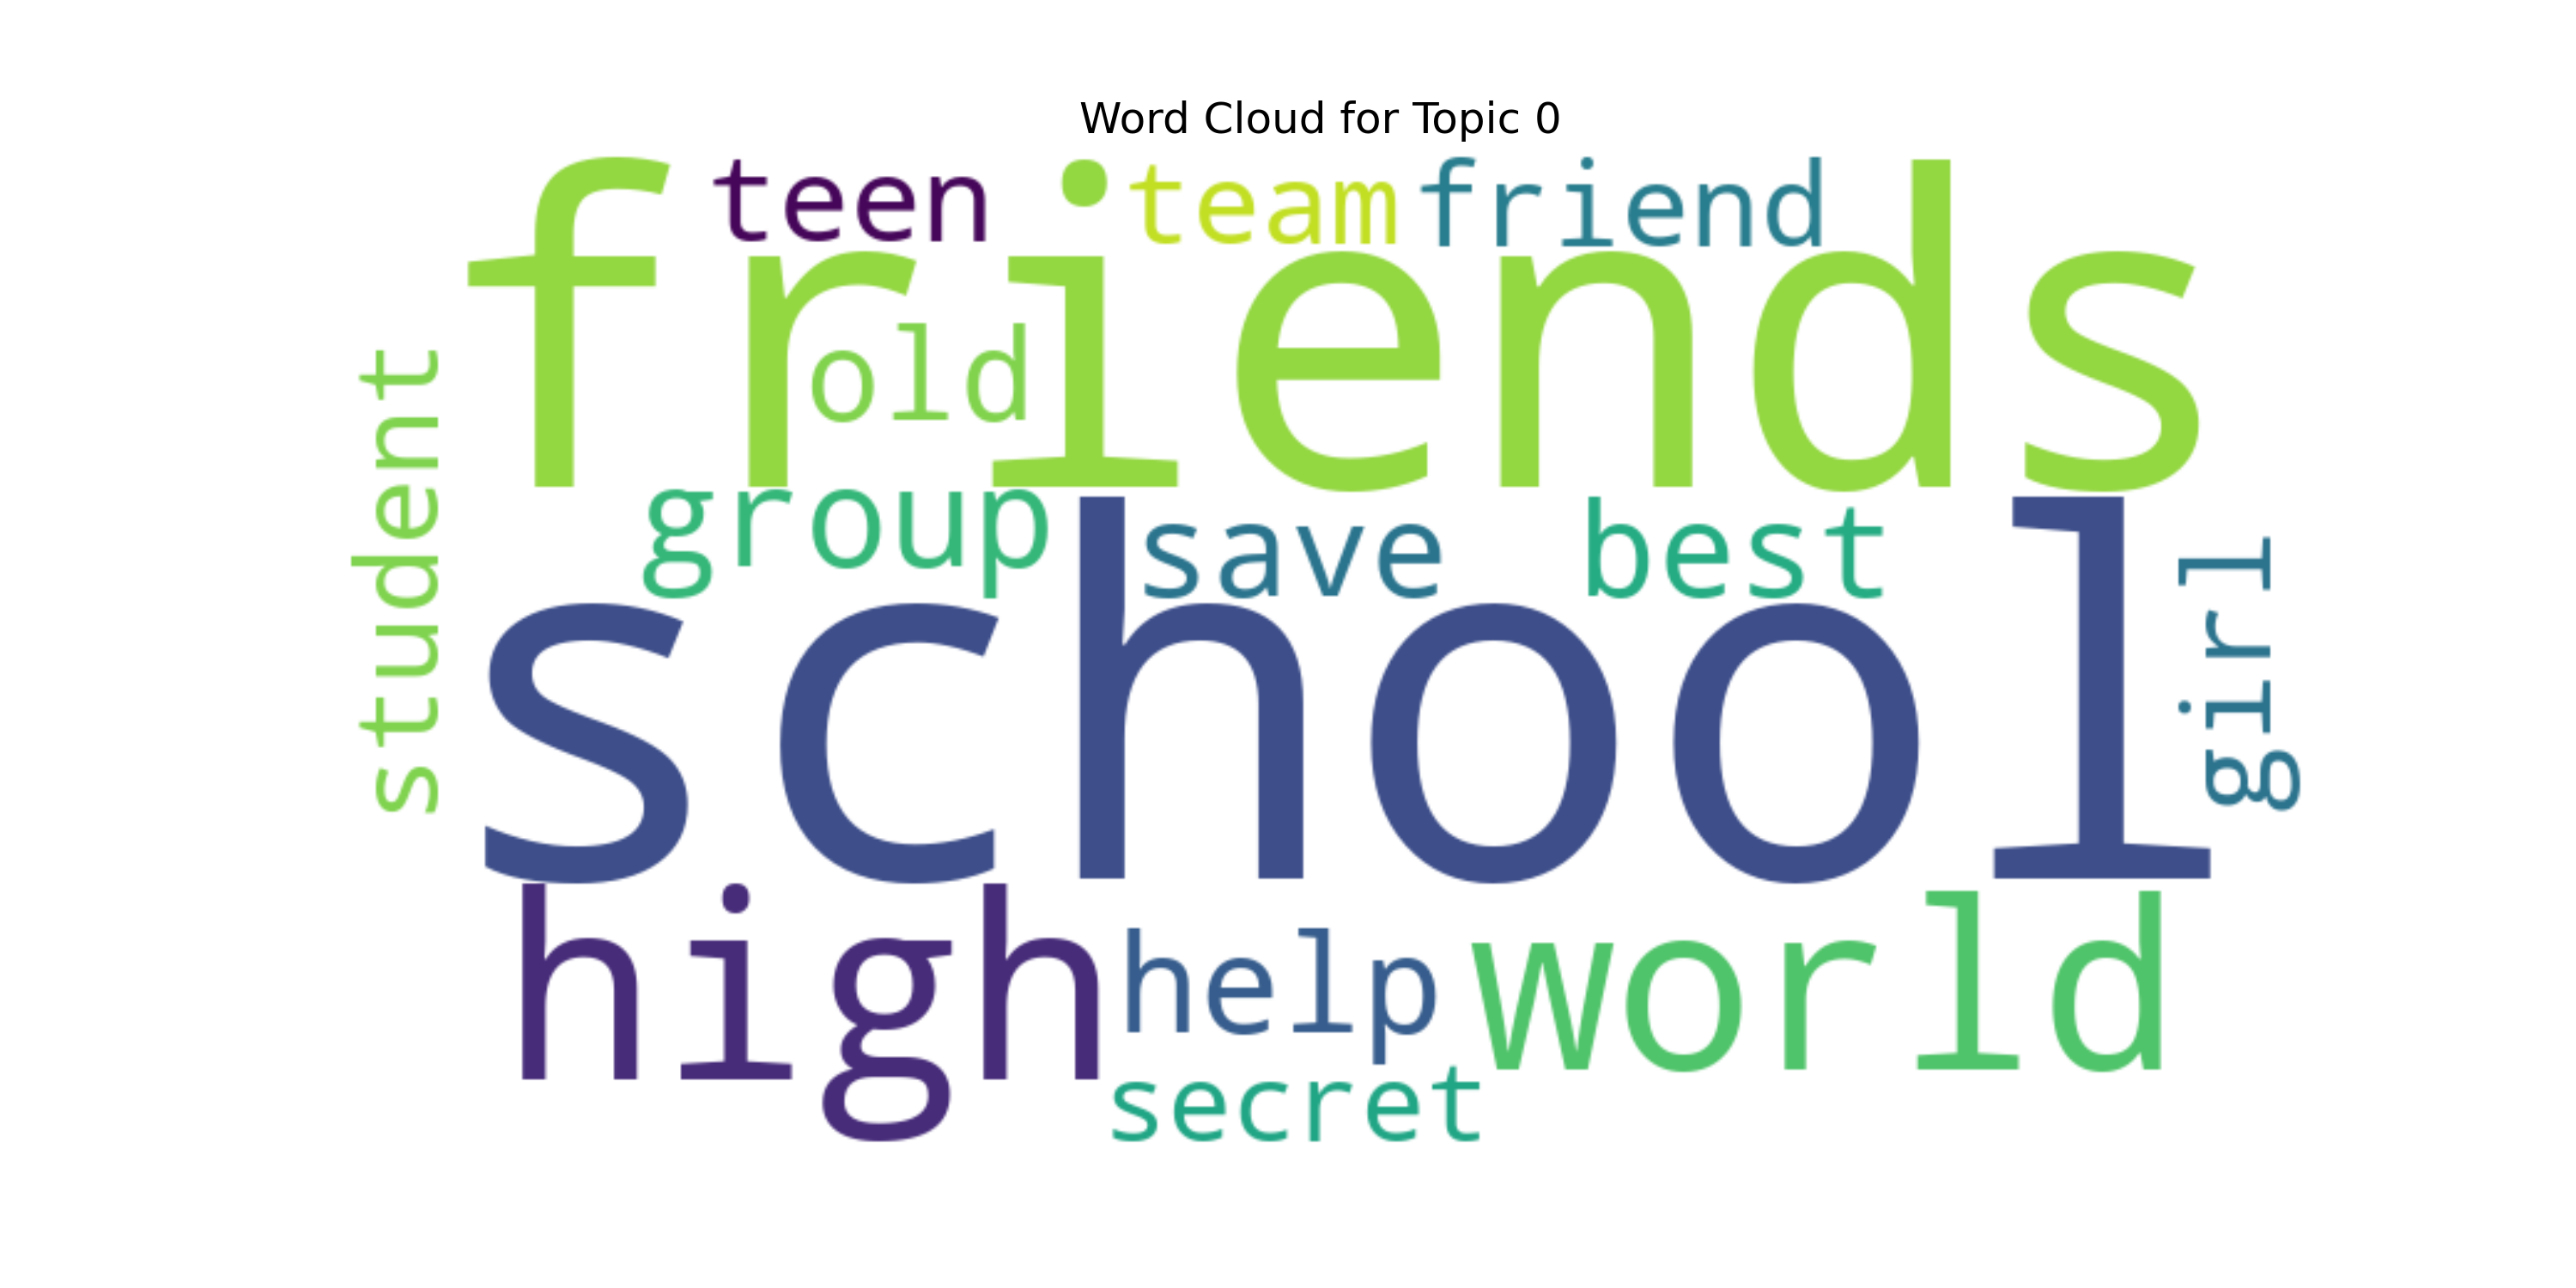 Word Cloud for Topic 0
teen
team
friend
friends
old
student
group
save
best
school
girl
high
help
world
secret